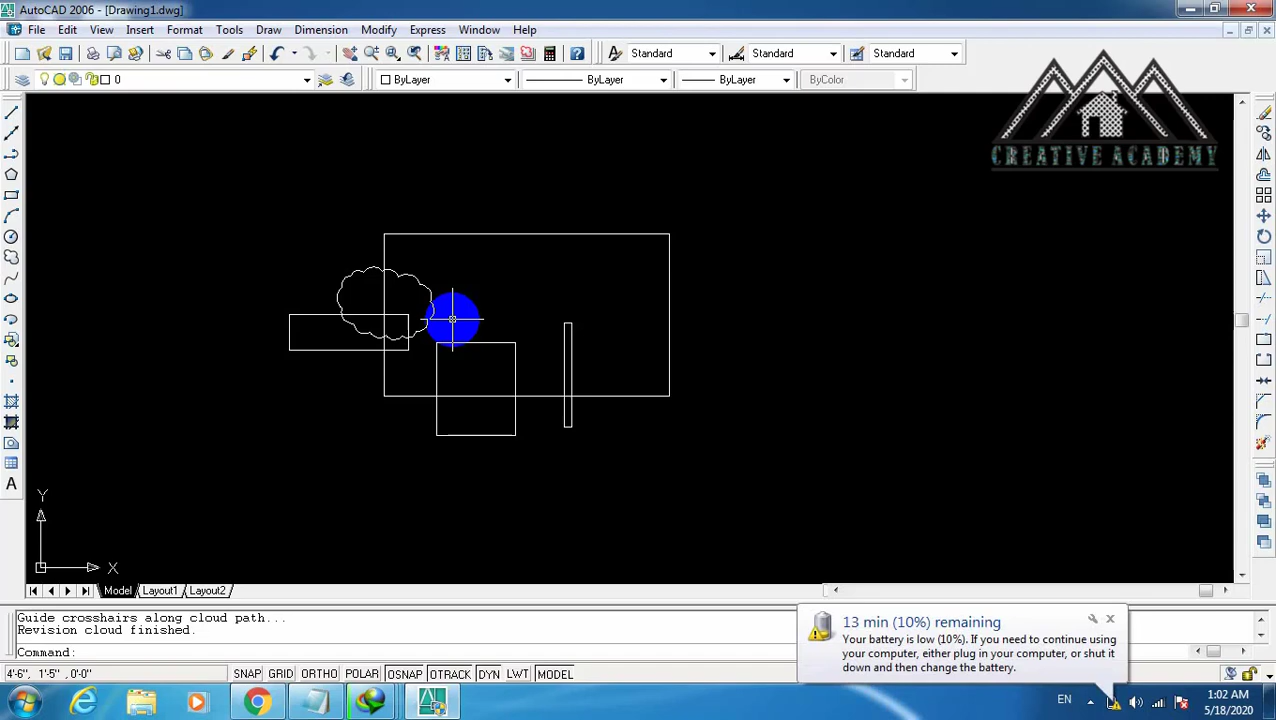 AutoCAD 2006 - [Drawing1.dwg]
File Edit View Insert Format Tools Draw Dimension Modify Express Window Help
Standard Standard Standard
0 ByLayer ByLayer ByLayer ByColor
CREATIVE ACADEMY
Y
X
Model Layout1 Layout2
Guide crosshairs along cloud path...
Revision cloud finished.
Command:
4'-6", 1'-5" ,0'-0" SNAP GRID ORTHO POLAR OSNAP OTRACK DYN LWT MODEL
13 min (10%) remaining
Your battery is low (10%). If you need to continue using
your computer, either plug in your computer, or shut it
down and then change the battery.
EN
1:02 AM
5/18/2020
A